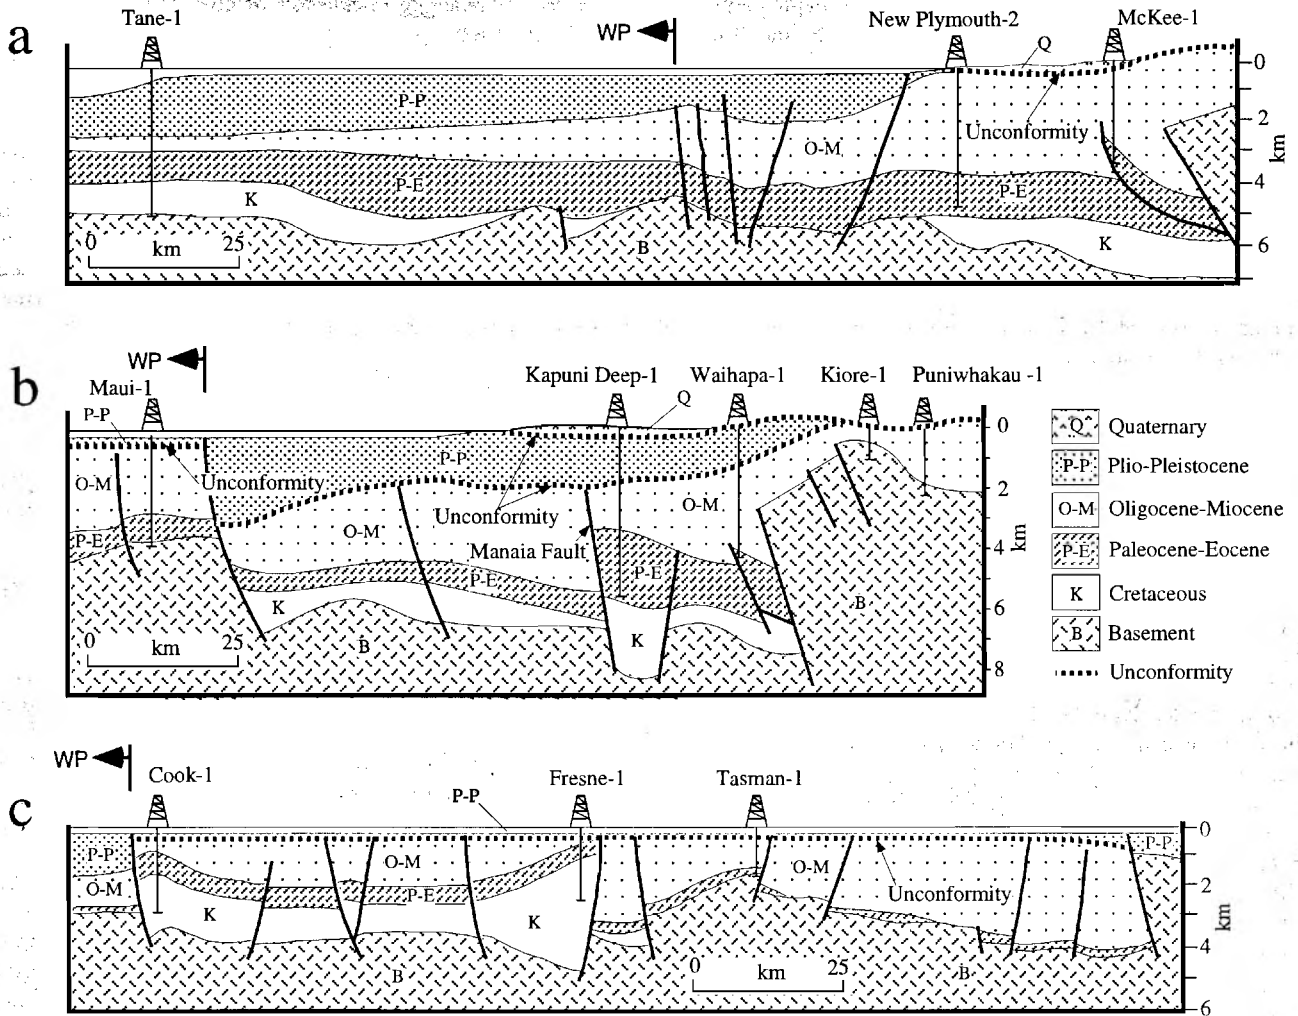 a
Tane-1
WP
New Plymouth-2
McKee-1
Q
P-P
Unconformity
O-M
P-E
P-E
K
K
B
0 25
km
0
2
4
6
km
b
WP
Maui-1
Kapuni Deep-1
Waihapa-1
Kiore-1
Puniwhakau -1
P-P
Q
P-P
Unconformity
O-M
O-M
O-M
Unconformity
Manaia Fault
P-E
P-E
P-E
K
K
B
B
0 25
km
0
2
4
6
8
km
Q Quaternary
P-P Plio-Pleistocene
O-M Oligocene-Miocene
P-E Paleocene-Eocene
K Cretaceous
B Basement
Unconformity
c
WP
Cook-1
Fresne-1
Tasman-1
P-P
P-P
P-P
O-M
O-M
O-M
P-E
Unconformity
K
K
B
B
0 25
km
0
2
4
6
km